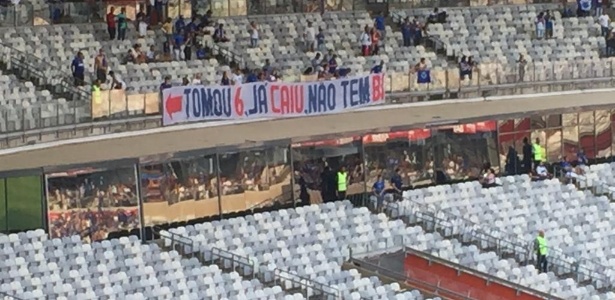 TOMOU 6, JÁ CAIU. NÃO TEM BI